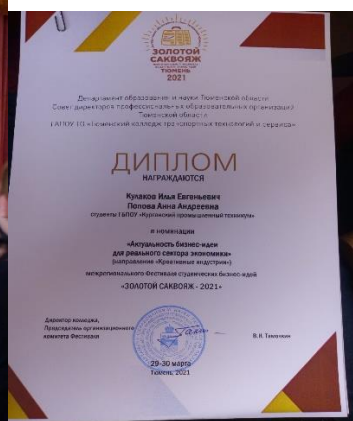 ЗОЛОТОЙ
САКВОЯЖ
ТЮМЕНЬ
2021
Департамент образования и науки Тюменской области
Совет директоров профессиональных образовательных организаций
Тюменской области
ГАПОУ ТО «Тюменский колледж транспортных технологий и сервиса»
ДИПЛОМ
НАГРАЖДАЮТСЯ
Кулаков Илья Евгеньевич
Попова Анна Андреевна
студенты ГБПОУ «Курганский промышленный техникум»
в номинации
«Актуальность бизнес-идеи
для реального сектора экономики»
(направление «Креативные индустрии»)
межрегионального Фестиваля студенческих бизнес-идей
«ЗОЛОТОЙ САКВОЯЖ - 2021»
Директор колледжа,
Председатель организационного
комитета Фестиваля
В.И.
29-30 марта
Тюмень, 2021